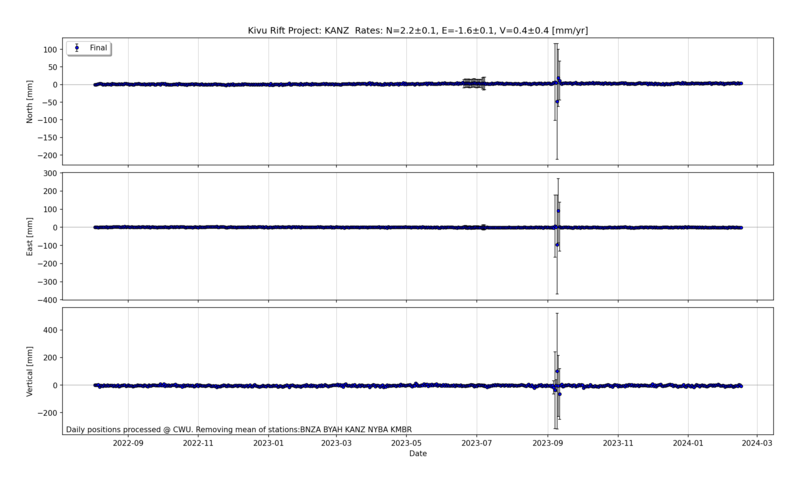 Kivu Rift Project: KANZ  Rates: N=2.2±0.1, E=-1.6±0.1, V=0.4±0.4 [mm/yr]
Final
North [mm]
100
50
0
−50
−100
−150
−200
East [mm]
300
200
100
0
−100
−200
−300
−400
Vertical [mm]
400
200
0
−200
Daily positions processed @ CWU. Removing mean of stations:BNZA BYAH KANZ NYBA KMBR
2022-09 2022-11 2023-01 2023-03 2023-05 2023-07 2023-09 2023-11 2024-01 2024-03
Date